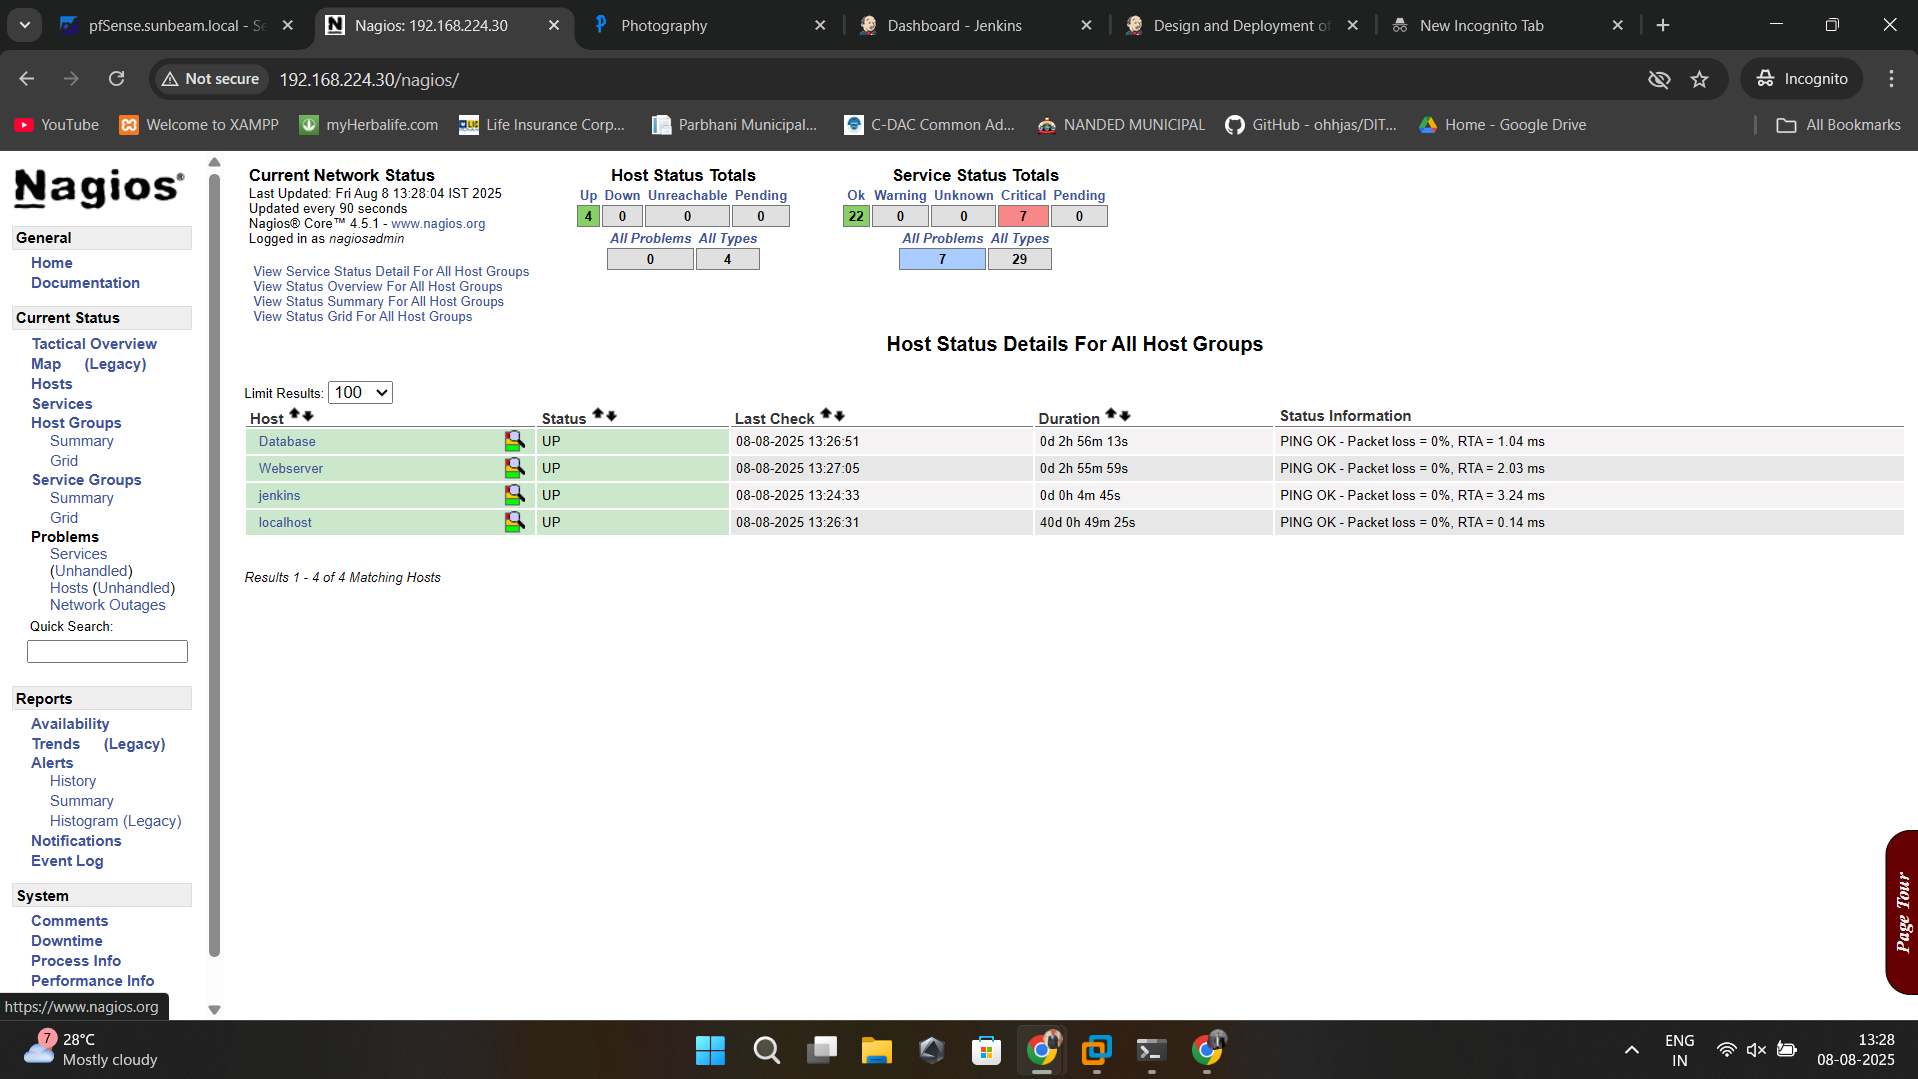 pfSense.sunbeam.local - Se
Nagios: 192.168.224.30
Photography
Dashboard - Jenkins
Design and Deployment of
New Incognito Tab
Not secure
192.168.224.30/nagios/
Incognito
YouTube
Welcome to XAMPP
myHerbalife.com
Life Insurance Corp...
Parbhani Municipal...
C-DAC Common Ad...
NANDED MUNICIPAL
GitHub - ohhjas/DIT...
Home - Google Drive
All Bookmarks
Nagios®
General
Home
Documentation
Current Status
Tactical Overview
Map (Legacy)
Hosts
Services
Host Groups
Summary
Grid
Service Groups
Summary
Grid
Problems
Services
(Unhandled)
Hosts (Unhandled)
Network Outages
Quick Search:
Reports
Availability
Trends (Legacy)
Alerts
History
Summary
Histogram (Legacy)
Notifications
Event Log
System
Comments
Downtime
Process Info
Performance Info
https://www.nagios.org
Current Network Status
Last Updated: Fri Aug 8 13:28:04 IST 2025
Updated every 90 seconds
Nagios® Core™ 4.5.1 - www.nagios.org
Logged in as nagiosadmin
View Service Status Detail For All Host Groups
View Status Overview For All Host Groups
View Status Summary For All Host Groups
View Status Grid For All Host Groups
Host Status Totals
Up Down Unreachable Pending
4 0 0 0
All Problems All Types
0 4
Service Status Totals
Ok Warning Unknown Critical Pending
22 0 0 7 0
All Problems All Types
7 29
Host Status Details For All Host Groups
Limit Results: 100
Host Status Last Check Duration Status Information
Database UP 08-08-2025 13:26:51 0d 2h 56m 13s PING OK - Packet loss = 0%, RTA = 1.04 ms
Webserver UP 08-08-2025 13:27:05 0d 2h 55m 59s PING OK - Packet loss = 0%, RTA = 2.03 ms
jenkins UP 08-08-2025 13:24:33 0d 0h 4m 45s PING OK - Packet loss = 0%, RTA = 3.24 ms
localhost UP 08-08-2025 13:26:31 40d 0h 49m 25s PING OK - Packet loss = 0%, RTA = 0.14 ms
Results 1 - 4 of 4 Matching Hosts
Page Tour
7
28°C
Mostly cloudy
ENG
IN
13:28
08-08-2025